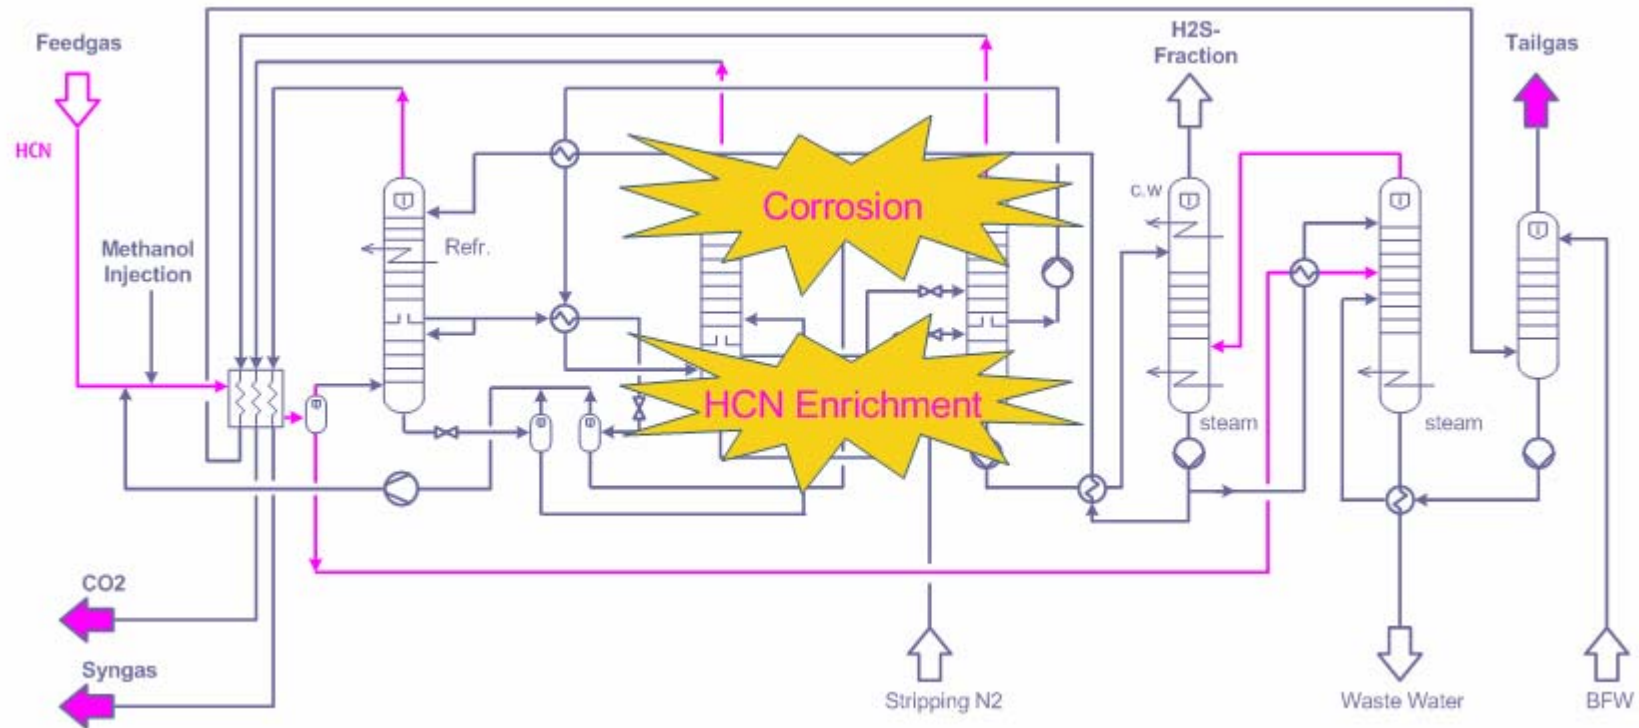 Feedgas
H2S-
Fraction
Tailgas
HCN
c.w
Corrosion
Methanol
Injection
Refr.
HCN Enrichment
steam
steam
CO2
Syngas
Stripping N2
Waste Water
BFW